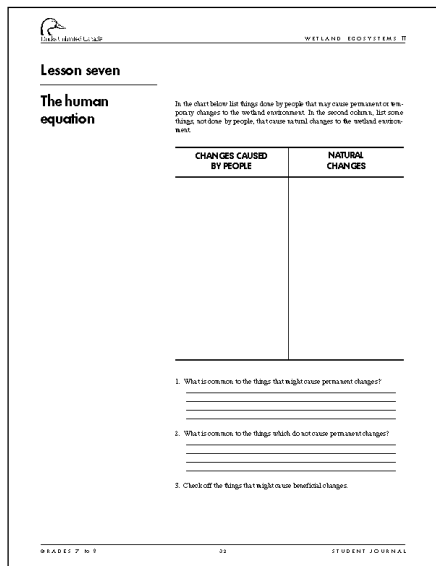 Ducks Unlimited Canada
WETLAND ECOSYSTEMS II
Lesson seven
The human
equation
In the chart below list things done by people that may cause permanent or tem-
porary changes to the wetland environment. In the second column, list some
things, not done by people, that cause natural changes to the wetland environ-
ment.
CHANGES CAUSED
BY PEOPLE
NATURAL
CHANGES
1. What is common to the things that might cause permanent changes?
2. What is common to the things which do not cause permanent changes?
3. Check off the things that might cause beneficial changes.
GRADES 7 to 9
32
STUDENT JOURNAL